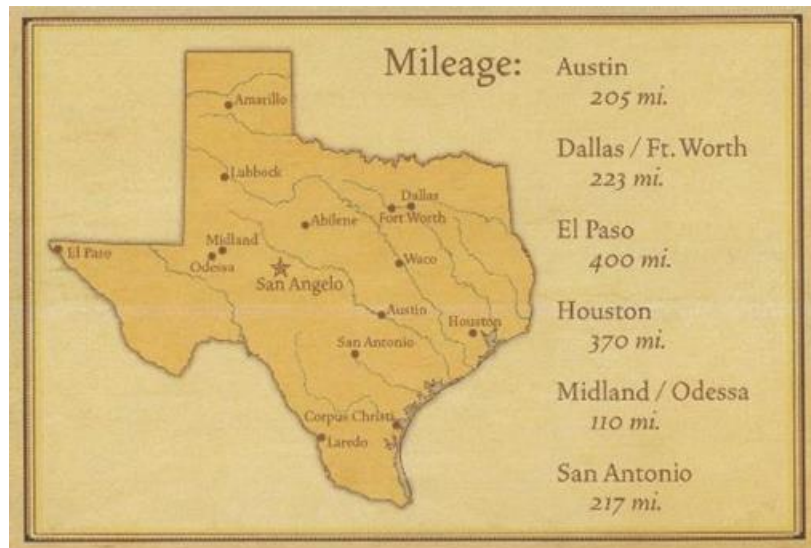 Mileage:
Austin
205 mi.
Dallas / Ft. Worth
223 mi.
El Paso
400 mi.
Houston
370 mi.
Midland / Odessa
110 mi.
San Antonio
217 mi.
Amarillo
Lubbock
Dallas
Fort Worth
Abilene
Midland
Odessa
El Paso
San Angelo
Waco
Austin
Houston
San Antonio
Corpus Christi
Laredo